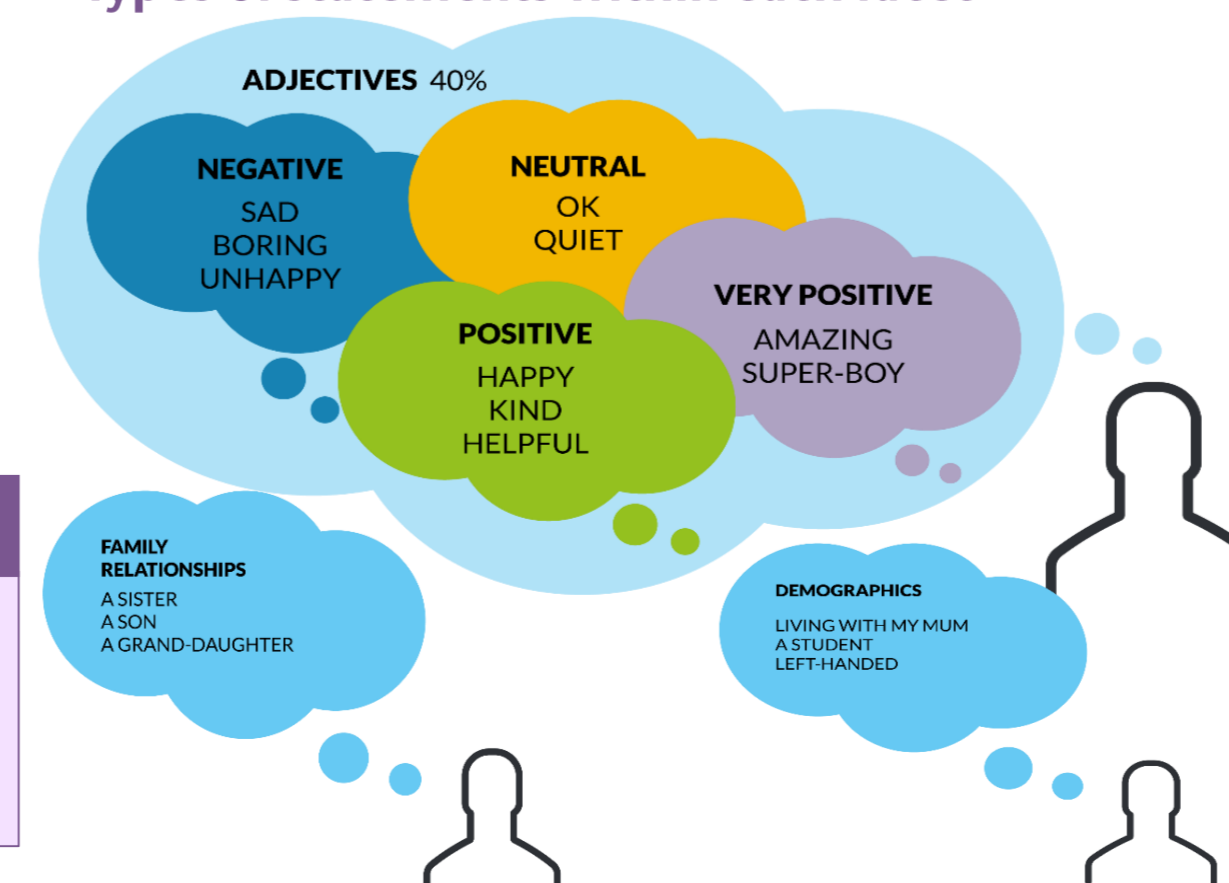 ADJECTIVES 40%
NEGATIVE
SAD
BORING
UNHAPPY
NEUTRAL
OK
QUIET
VERY POSITIVE
AMAZING
SUPER-BOY
POSITIVE
HAPPY
KIND
HELPFUL
FAMILY
RELATIONSHIPS
A SISTER
A SON
A GRAND-DAUGHTER
DEMOGRAPHICS
LIVING WITH MY MUM
A STUDENT
LEFT-HANDED